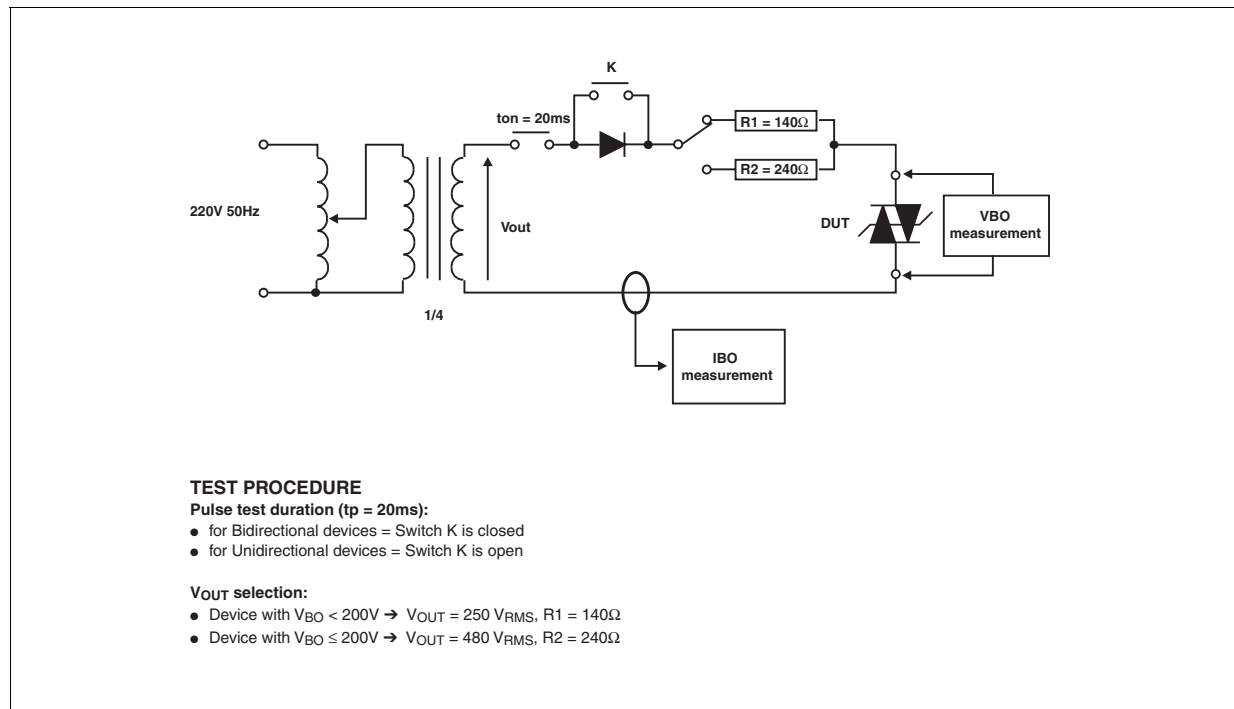 K
ton = 20ms
R1 = 140Ω
R2 = 240Ω
220V 50Hz
Vout
DUT
VBO
measurement
1/4
IBO
measurement
TEST PROCEDURE
Pulse test duration (tp = 20ms):
● for Bidirectional devices = Switch K is closed
● for Unidirectional devices = Switch K is open
VOUT selection:
● Device with VBO < 200V ➔ VOUT = 250 VRMS, R1 = 140Ω
● Device with VBO ≤ 200V ➔ VOUT = 480 VRMS, R2 = 240Ω